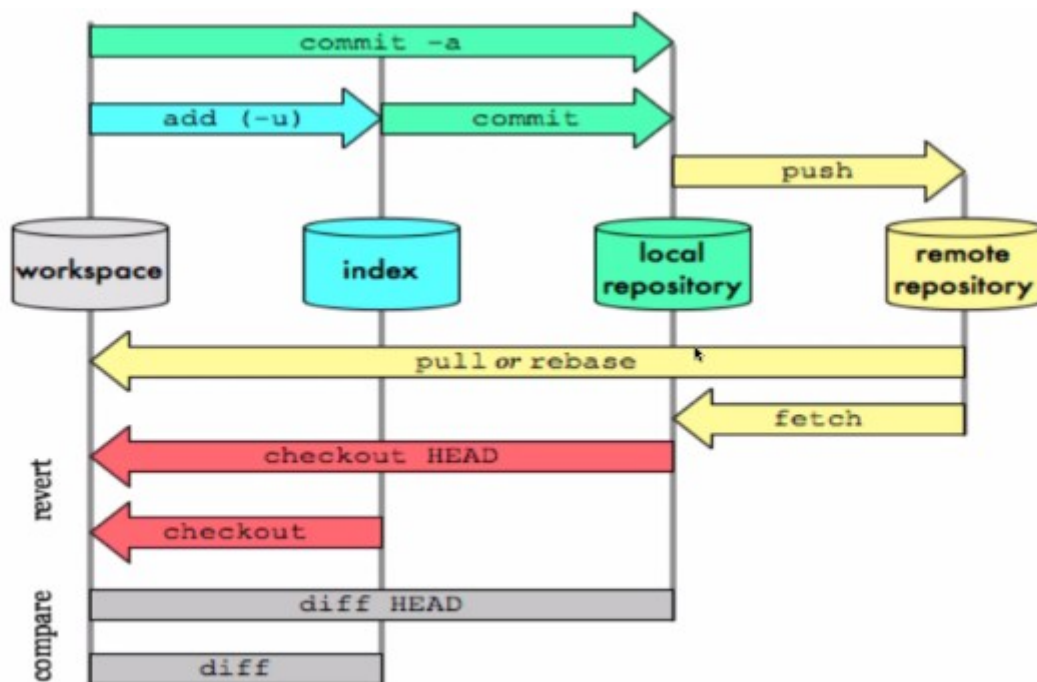 commit -a
add (-u)
commit
push
workspace
index
local
repository
remote
repository
pull or rebase
fetch
revert
checkout HEAD
checkout
compare
diff HEAD
diff